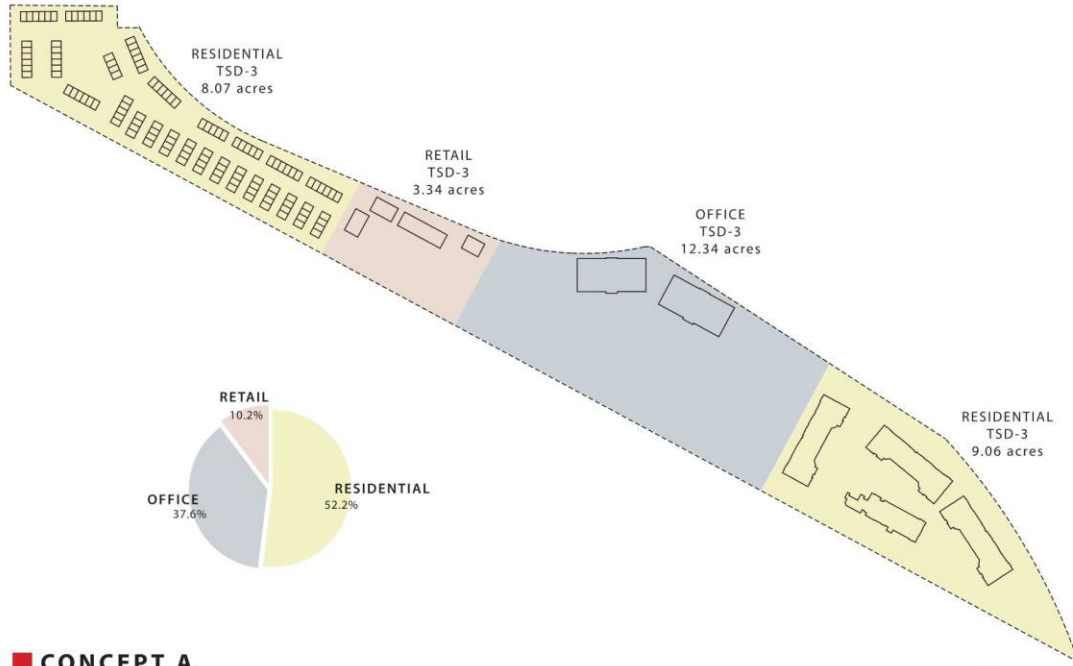 RESIDENTIAL
TSD-3
8.07 acres
RETAIL
TSD-3
3.34 acres
OFFICE
TSD-3
12.34 acres
RESIDENTIAL
TSD-3
9.06 acres
RETAIL
10.2%
OFFICE
37.6%
RESIDENTIAL
52.2%
CONCEPT A